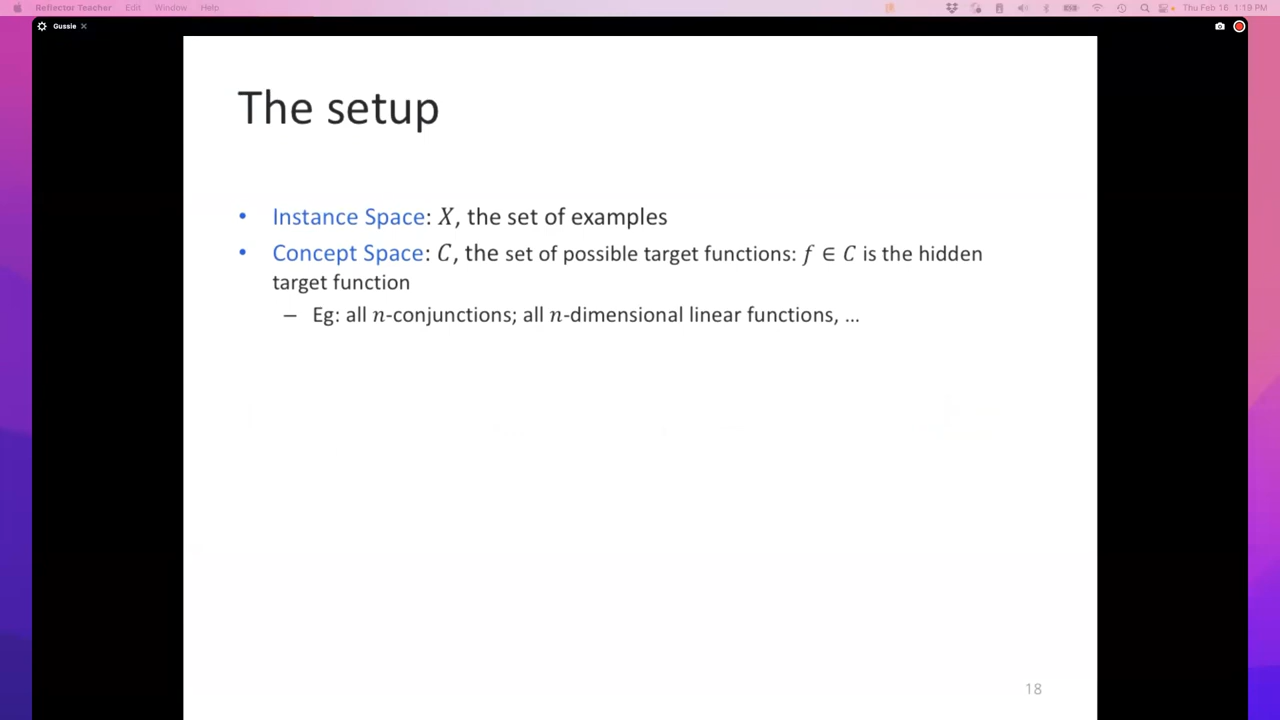 Reflector Teacher Edit Window Help Thu Feb 16 1:19 PM
Gussie
The setup
• Instance Space: X, the set of examples
• Concept Space: C, the set of possible target functions: f ∈ C is the hidden
target function
– Eg: all n-conjunctions; all n-dimensional linear functions, ...
18